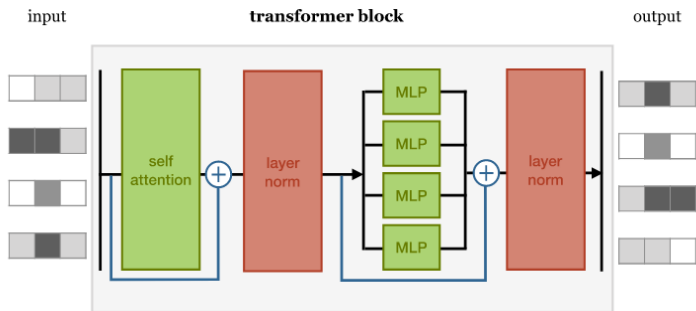 input
transformer block
output
self
attention
layer
norm
MLP
MLP
MLP
MLP
layer
norm